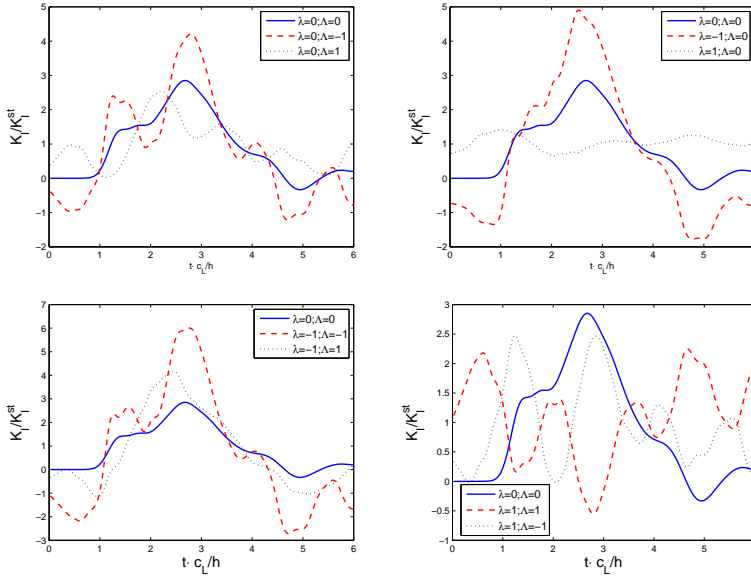 5
4
3
2
1
0
−1
−2
0 1 2 3 4 5 6
K_I/K_I^st
t· c_L/h
λ=0;Λ=0
λ=0;Λ=−1
λ=0;Λ=1
5
4
3
2
1
0
−1
−2
0 1 2 3 4 5
K_I/K_I^st
t· c_L/h
λ=0;Λ=0
λ=−1;Λ=0
λ=1;Λ=0
7
6
5
4
3
2
1
0
−1
−2
−3
0 1 2 3 4 5 6
K_I/K_I^st
t· c_L/h
λ=0;Λ=0
λ=−1;Λ=−1
λ=−1;Λ=1
3
2.5
2
1.5
1
0.5
0
−0.5
−1
0 1 2 3 4 5
K_I/K_I^st
t· c_L/h
λ=0;Λ=0
λ=1;Λ=1
λ=1;Λ=−1